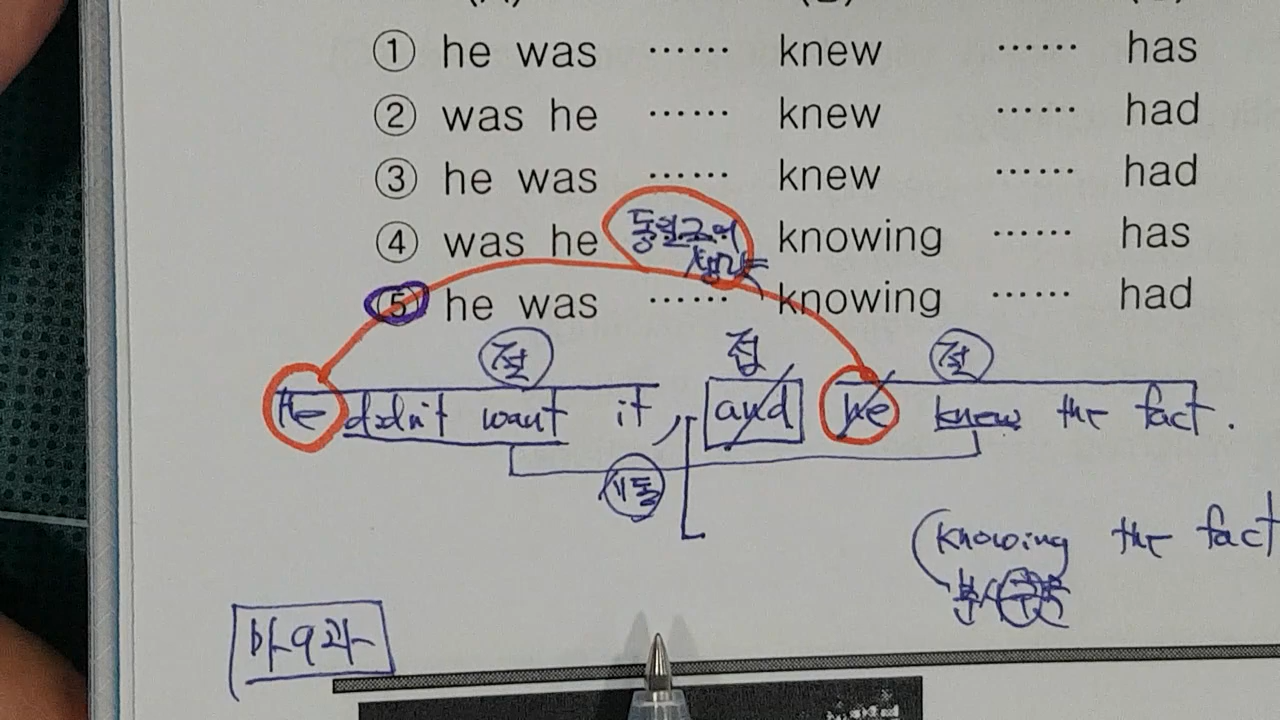 ① he was …… knew …… has
② was he …… knew …… had
③ he was …… knew …… had
④ was he knowing …… has
동일주어
생략
⑤ he was …… knowing …… had
절 접 절
He didn't want it, and he knew the fact.
시동
(knowing the fact
분사구문